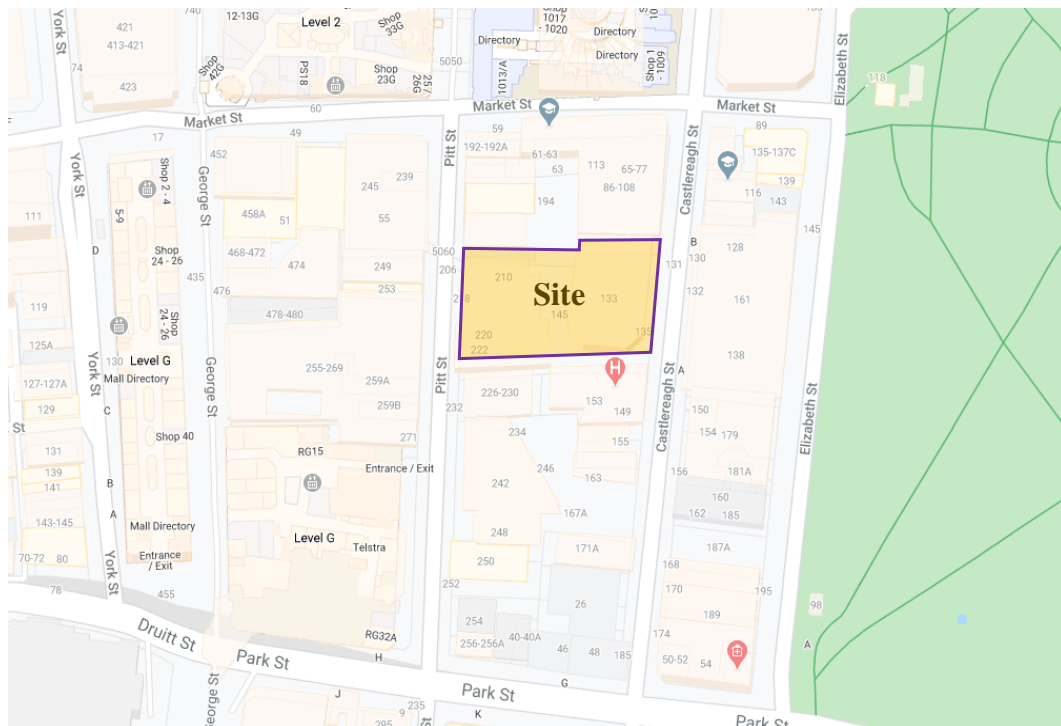 York St
421
413-421
74
423
12-13G
Level 2
Shop
33G
Shop
42G
PS18
Shop
23G
25 /
26G
5050
Shop
1017
- 1020
Directory
Directory
Directory
1013/A
Shop 1
- 1009
Elizabeth St
118
Market St
60
Market St
Market St
740
17
49
452
George St
York St
Shop 2 - 4
5-9
458A
51
245
239
55
Pitt St
59
192-192A
61-63
63
113
65-77
86-108
194
Castlereagh St
89
135-137C
139
116
143
145
111
D
Shop
24 - 26
435
468-472
474
249
253
476
478-480
5060
206
210
218
Site
133
145
135
220
222
131
B
130
128
132
161
138
119
125A
Shop
24 - 26
130
Level G
Mall Directory
127-127A
129
York St
C
Shop 40
George St
255-269
259A
259B
271
Pitt St
232
226-230
153
149
155
H
A
Castlereagh St
150
154
179
Elizabeth St
131
139
141
143-145
B
A
Mall Directory
Entrance
/ Exit
RG15
Entrance / Exit
Level G
Telstra
234
246
242
248
163
167A
171A
156
181A
160
162
185
187A
70-72
80
78
York St
455
Druitt St
RG32A
H
250
252
254
256-256A
40-40A
26
46
48
185
G
168
170
189
195
174
50-52
54
98
A
Park St
Park St
Park St
George St
J
9
235
295
Pitt St
K